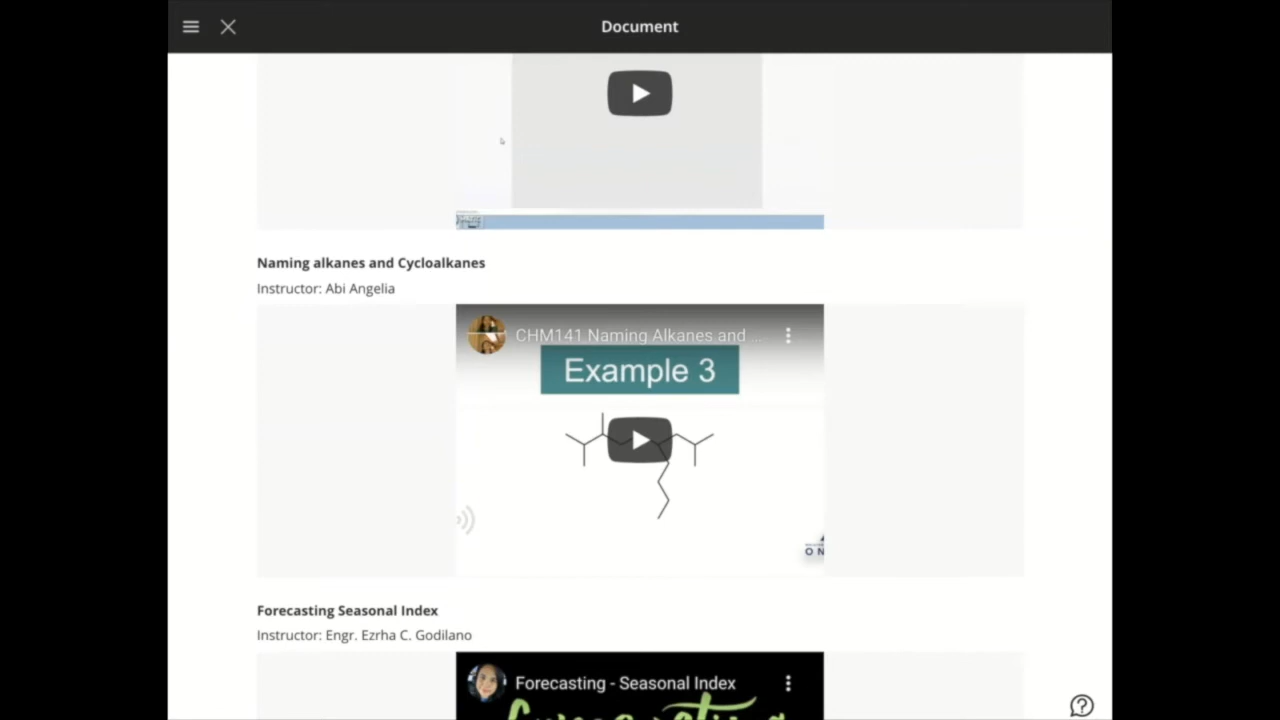 Document
Naming alkanes and Cycloalkanes
Instructor: Abi Angelia
CHM141 Naming Alkanes and ...
Example 3
O N
Forecasting Seasonal Index
Instructor: Engr. Ezrha C. Godilano
Forecasting - Seasonal Index